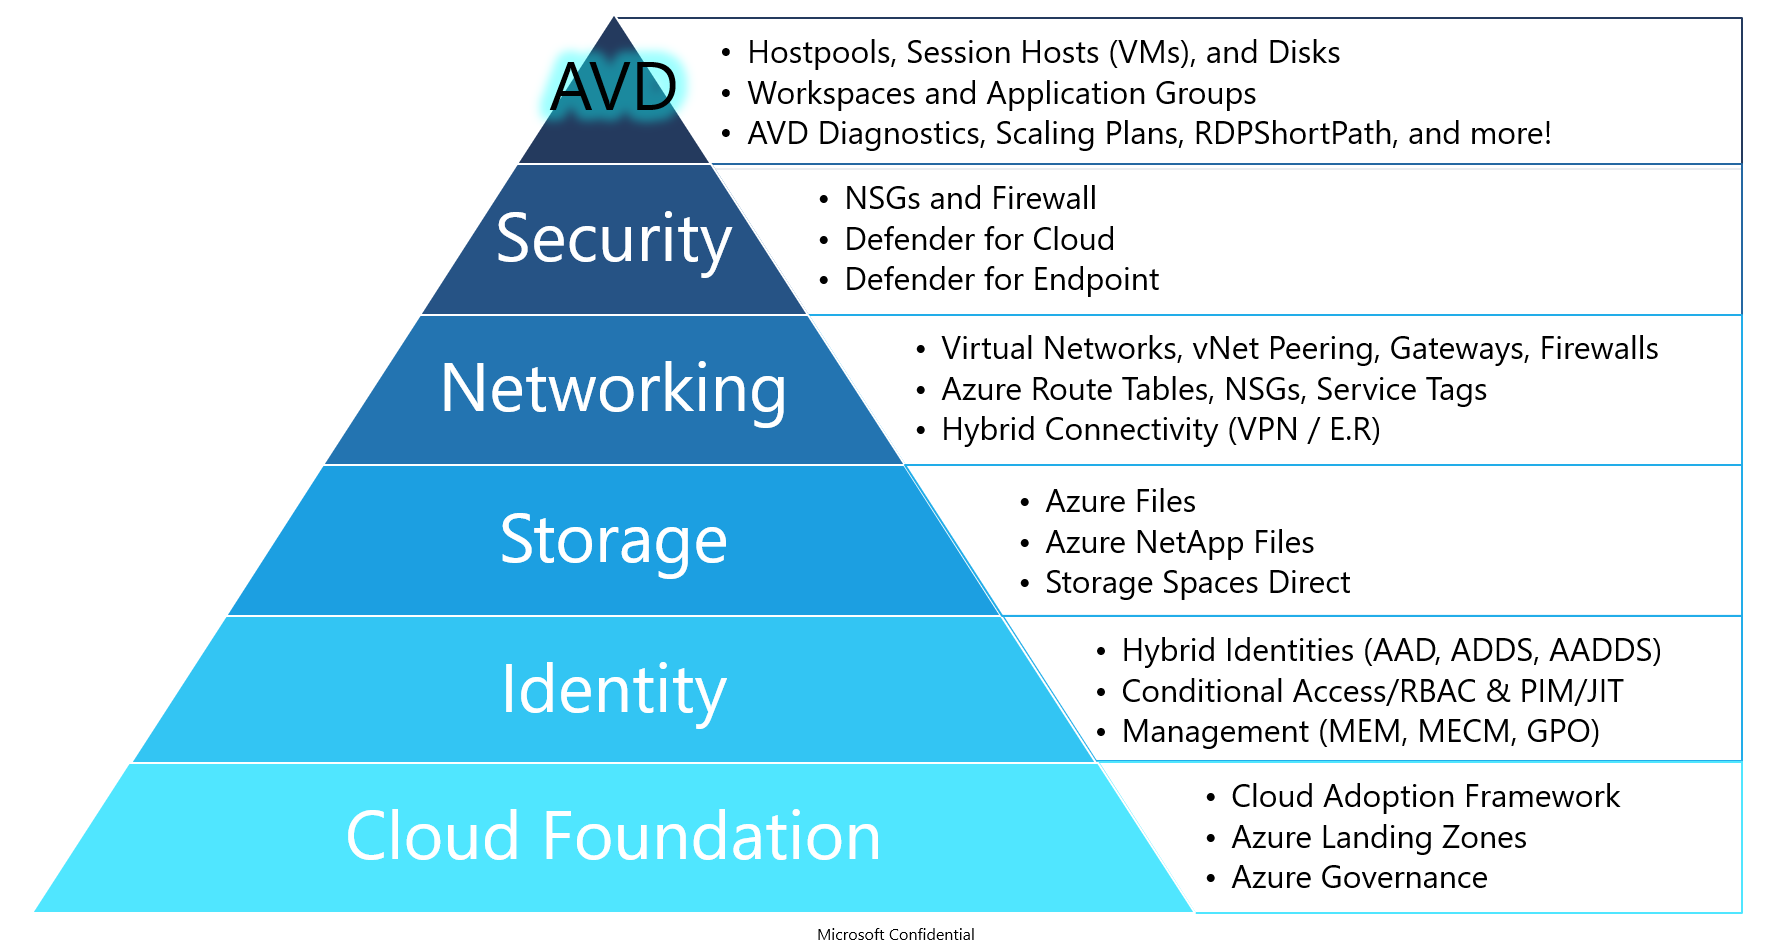 AVD
• Hostpools, Session Hosts (VMs), and Disks
• Workspaces and Application Groups
• AVD Diagnostics, Scaling Plans, RDPShortPath, and more!
Security
• NSGs and Firewall
• Defender for Cloud
• Defender for Endpoint
Networking
• Virtual Networks, vNet Peering, Gateways, Firewalls
• Azure Route Tables, NSGs, Service Tags
• Hybrid Connectivity (VPN / E.R)
Storage
• Azure Files
• Azure NetApp Files
• Storage Spaces Direct
Identity
• Hybrid Identities (AAD, ADDS, AADDS)
• Conditional Access/RBAC & PIM/JIT
• Management (MEM, MECM, GPO)
Cloud Foundation
• Cloud Adoption Framework
• Azure Landing Zones
• Azure Governance
Microsoft Confidential